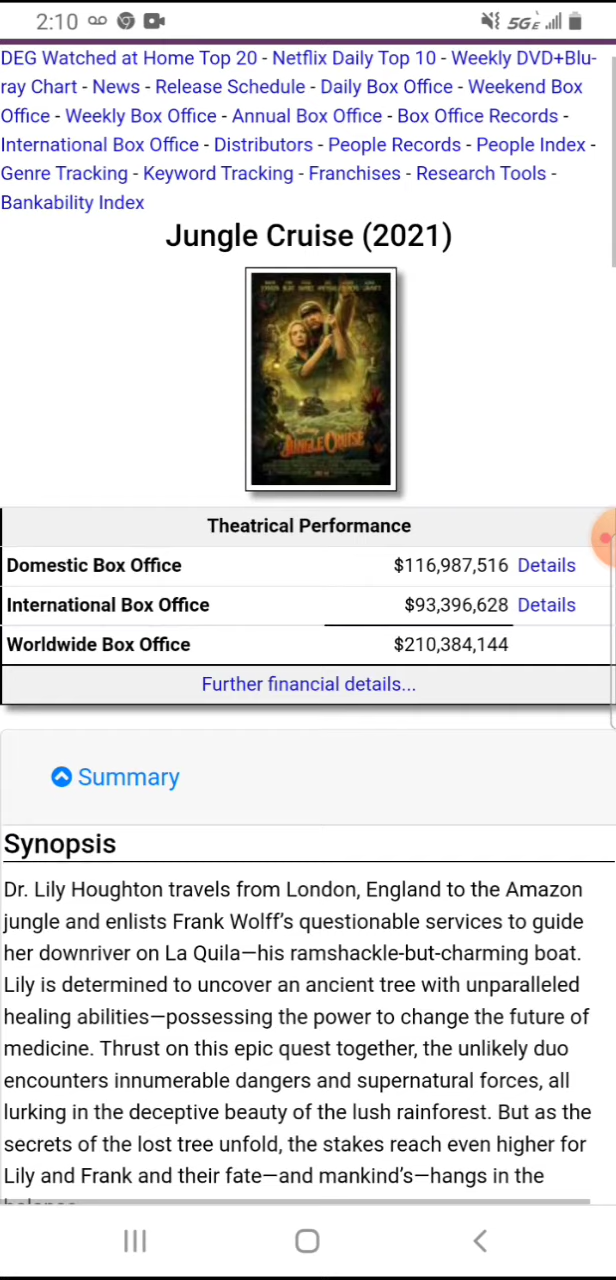 2:10
5GE
DEG Watched at Home Top 20 - Netflix Daily Top 10 - Weekly DVD+Blu-
ray Chart - News - Release Schedule - Daily Box Office - Weekend Box
Office - Weekly Box Office - Annual Box Office - Box Office Records -
International Box Office - Distributors - People Records - People Index -
Genre Tracking - Keyword Tracking - Franchises - Research Tools -
Bankability Index
Jungle Cruise (2021)
JUNGLE CRUISE
Theatrical Performance
Domestic Box Office $116,987,516 Details
International Box Office $93,396,628 Details
Worldwide Box Office $210,384,144
Further financial details...
Summary
Synopsis
Dr. Lily Houghton travels from London, England to the Amazon
jungle and enlists Frank Wolff’s questionable services to guide
her downriver on La Quila—his ramshackle-but-charming boat.
Lily is determined to uncover an ancient tree with unparalleled
healing abilities—possessing the power to change the future of
medicine. Thrust on this epic quest together, the unlikely duo
encounters innumerable dangers and supernatural forces, all
lurking in the deceptive beauty of the lush rainforest. But as the
secrets of the lost tree unfold, the stakes reach even higher for
Lily and Frank and their fate—and mankind’s—hangs in the